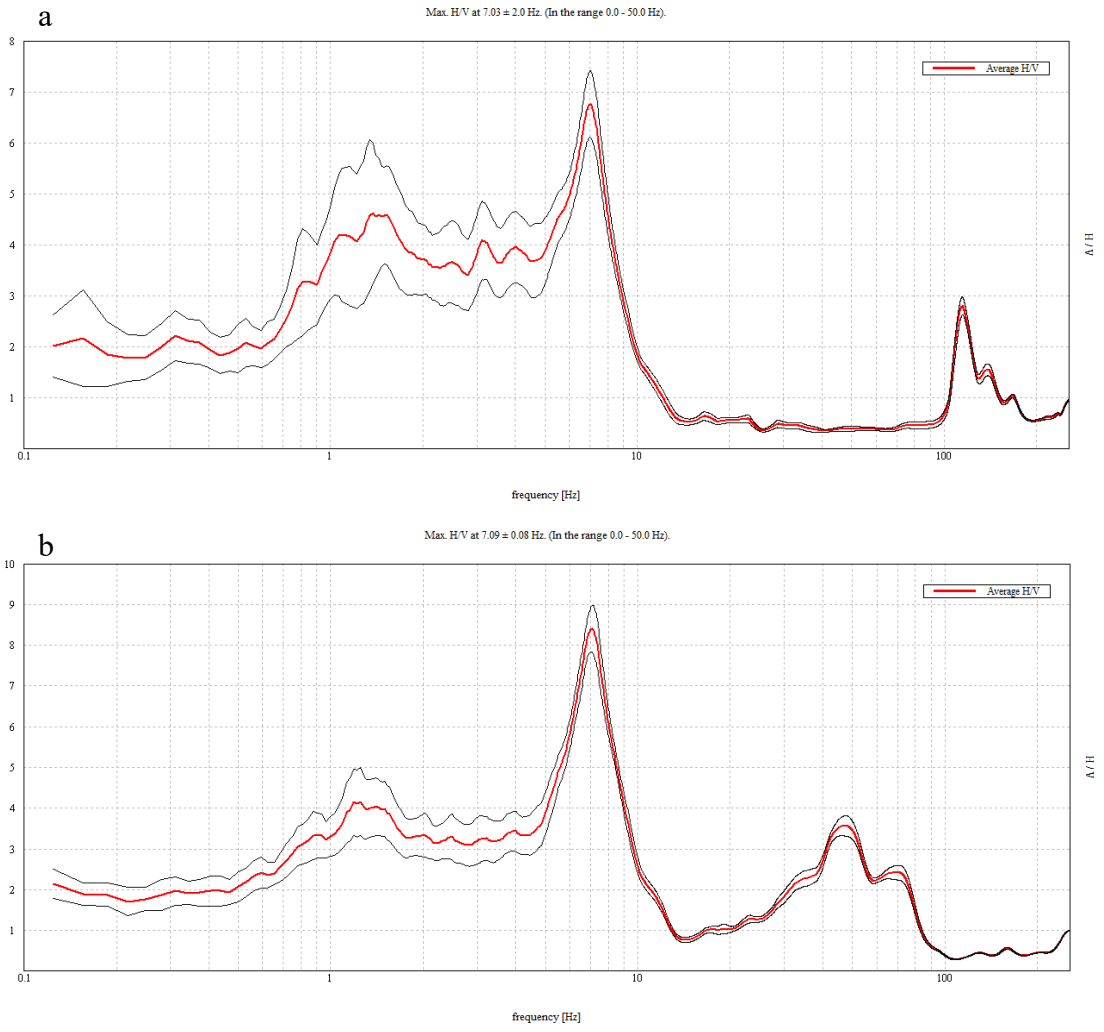 a
Max. H/V at 7.03 ± 2.0 Hz. (In the range 0.0 - 50.0 Hz).
8
7
6
5
4
3
2
1
Average H/V
H / V
0.1
1
10
100
frequency [Hz]
b
Max. H/V at 7.09 ± 0.08 Hz. (In the range 0.0 - 50.0 Hz).
10
9
8
7
6
5
4
3
2
1
Average H/V
H / V
0.1
1
10
100
frequency [Hz]